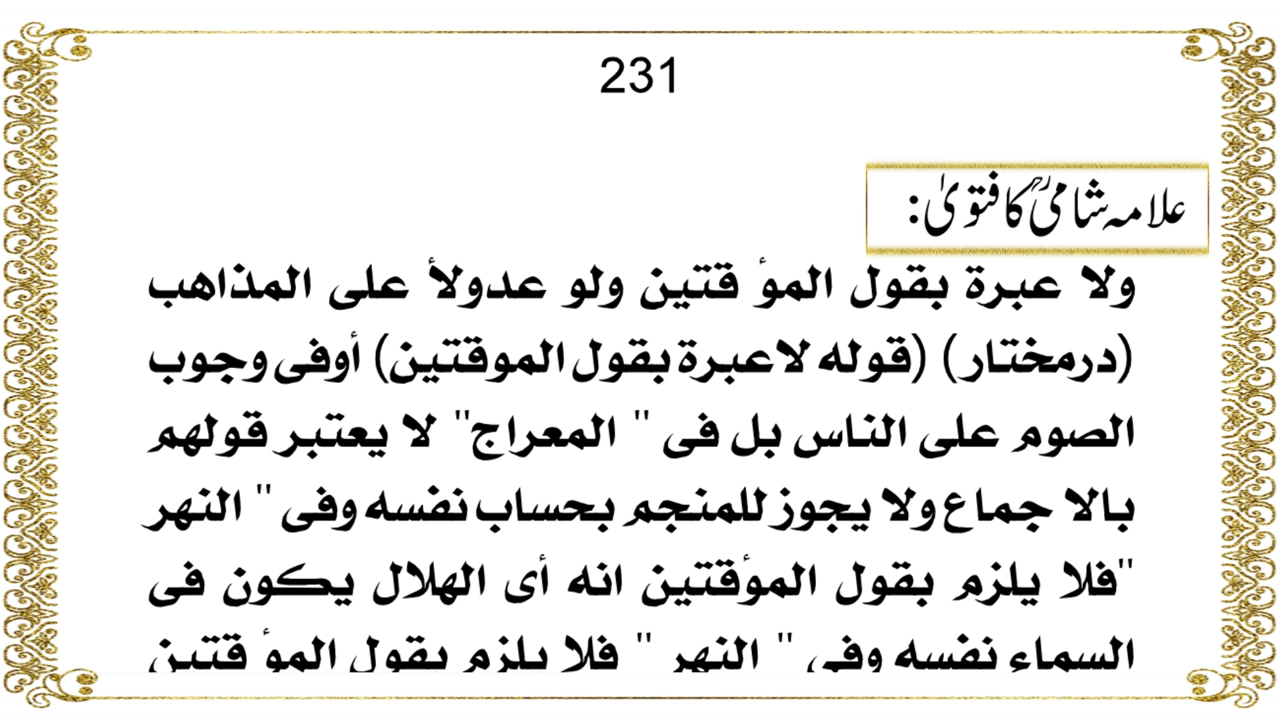 231
علامہ شامیؒ کا فتویٰ:
ولا عبرة بقول المؤ قتين ولو عدولاً على المذاهب
(درمختار) (قوله لاعبرة بقول الموقتين) أوفى وجوب
الصوم على الناس بل فى " المعراج" لا يعتبر قولهم
بالا جماع ولا يجوز للمنجم بحساب نفسه وفى " النهر
"فلا يلزم بقول المؤقتين انه أى الهلال يكون فى
السماء نفسه وفى " النهر " فلا يلزم بقول المؤ قتين